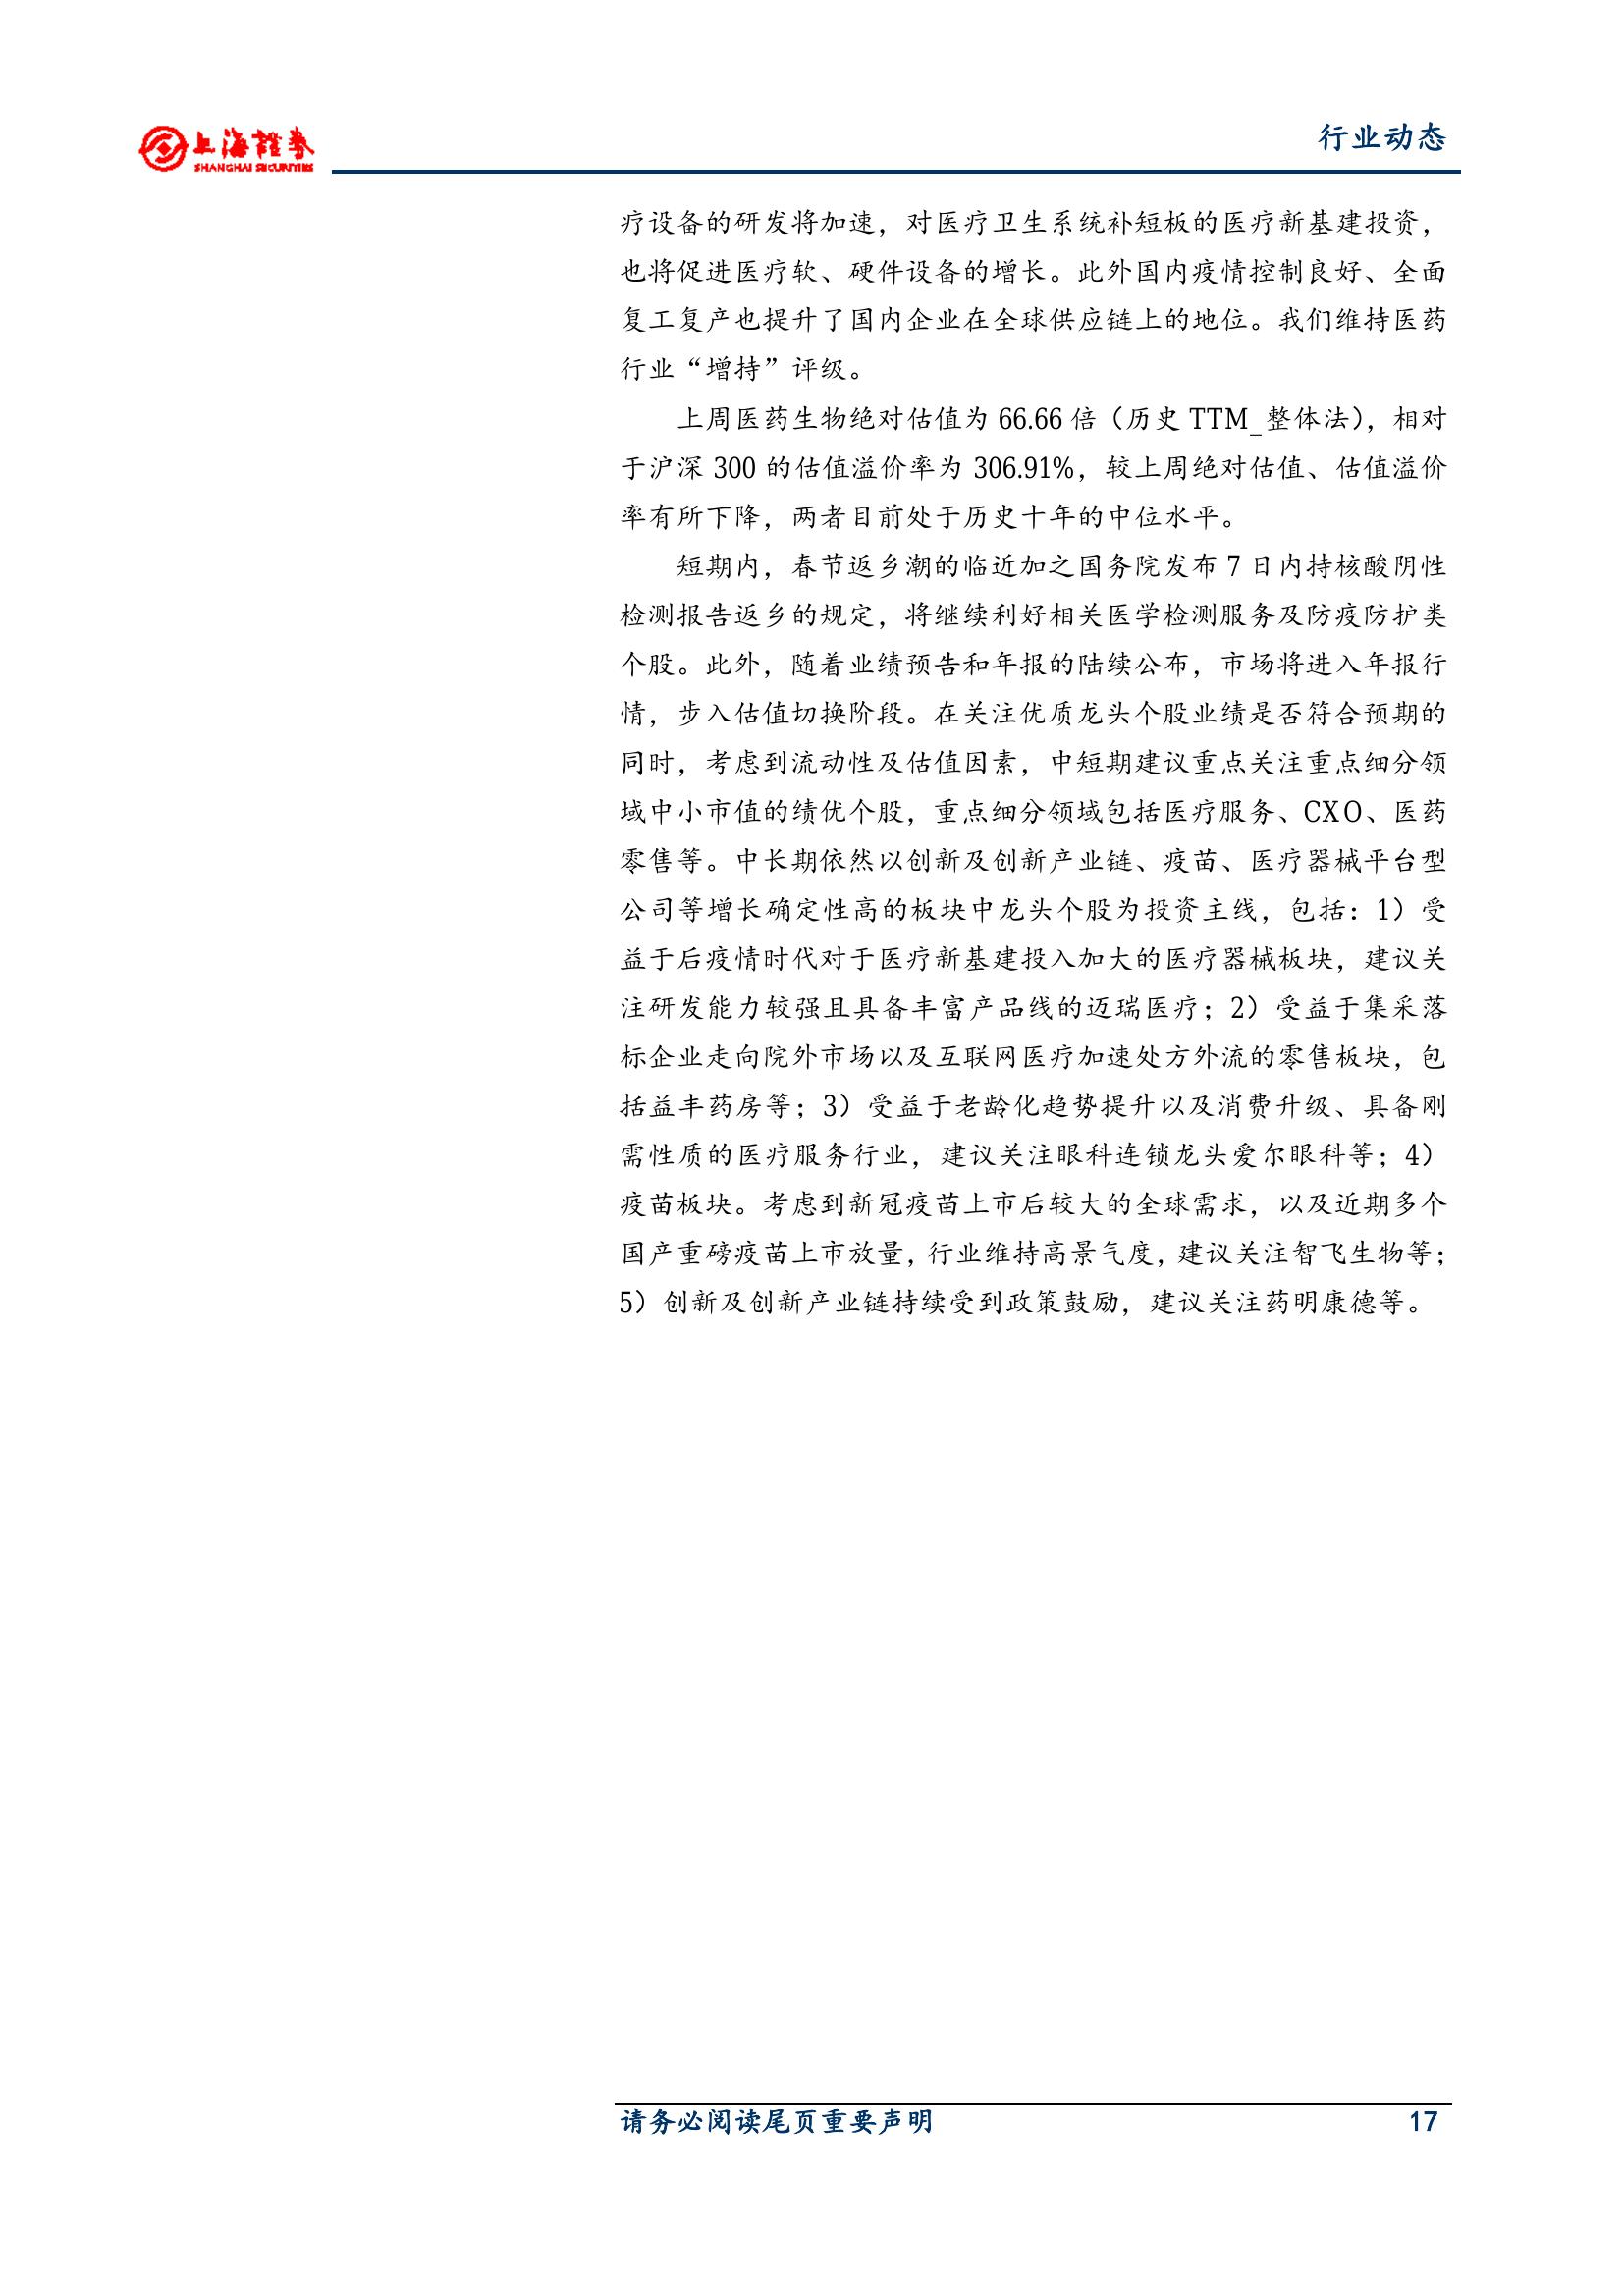 上海證券
SHANGHAI SECURITIES
行业动态
疗设备的研发将加速，对医疗卫生系统补短板的医疗新基建投资，
也将促进医疗软、硬件设备的增长。此外国内疫情控制良好、全面
复工复产也提升了国内企业在全球供应链上的地位。我们维持医药
行业“增持”评级。
上周医药生物绝对估值为 66.66 倍（历史 TTM_整体法），相对
于沪深 300 的估值溢价率为 306.91%，较上周绝对估值、估值溢价
率有所下降，两者目前处于历史十年的中位水平。
短期内，春节返乡潮的临近加之国务院发布 7 日内持核酸阴性
检测报告返乡的规定，将继续利好相关医学检测服务及防疫防护类
个股。此外，随着业绩预告和年报的陆续公布，市场将进入年报行
情，步入估值切换阶段。在关注优质龙头个股业绩是否符合预期的
同时，考虑到流动性及估值因素，中短期建议重点关注重点细分领
域中小市值的绩优个股，重点细分领域包括医疗服务、CXO、医药
零售等。中长期依然以创新及创新产业链、疫苗、医疗器械平台型
公司等增长确定性高的板块中龙头个股为投资主线，包括：1）受
益于后疫情时代对于医疗新基建投入加大的医疗器械板块，建议关
注研发能力较强且具备丰富产品线的迈瑞医疗；2）受益于集采落
标企业走向院外市场以及互联网医疗加速处方外流的零售板块，包
括益丰药房等；3）受益于老龄化趋势提升以及消费升级、具备刚
需性质的医疗服务行业，建议关注眼科连锁龙头爱尔眼科等；4）
疫苗板块。考虑到新冠疫苗上市后较大的全球需求，以及近期多个
国产重磅疫苗上市放量，行业维持高景气度，建议关注智飞生物等；
5）创新及创新产业链持续受到政策鼓励，建议关注药明康德等。
请务必阅读尾页重要声明
17